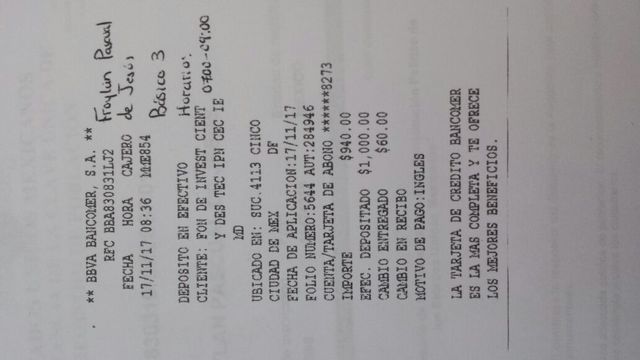 ** BBVA BANCOMER, S.A. **
RFC BBA830831LJ2
FECHA HORA CAJERO
17/11/17 08:36 MME854
Froylan Pascual
de Jesús
Básico 3
Horario:
0700-09:00
DEPOSITO EN EFECTIVO
CLIENTE: FON DE INVEST CIENT
Y DES TEC IPN CEC IE
MD
UBICADO EN: SUC.4113 CINCO
CIUDAD DE MEX DF
FECHA DE APLICACION:17/11/17
FOLIO NUMERO:5644 AUT:284946
CUENTA/TARJETA DE ABONO ******8273
IMPORTE $940.00
EFEC. DEPOSITADO $1,000.00
CAMBIO ENTREGADO $60.00
CAMBIO EN RECIBO
MOTIVO DE PAGO:INGLES
LA TARJETA DE CREDITO BANCOMER
ES LA MAS COMPLETA Y TE OFRECE
LOS MEJORES BENEFICIOS.